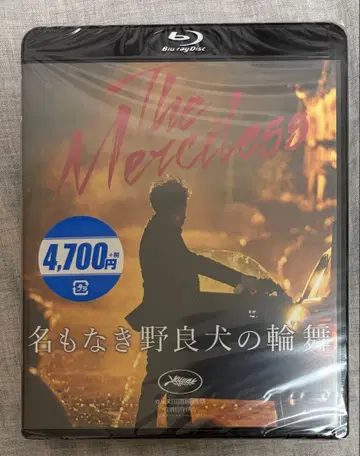 Blu-ray Disc
The
Merciless
4,700円
+税
名もなき野良犬の輪舞